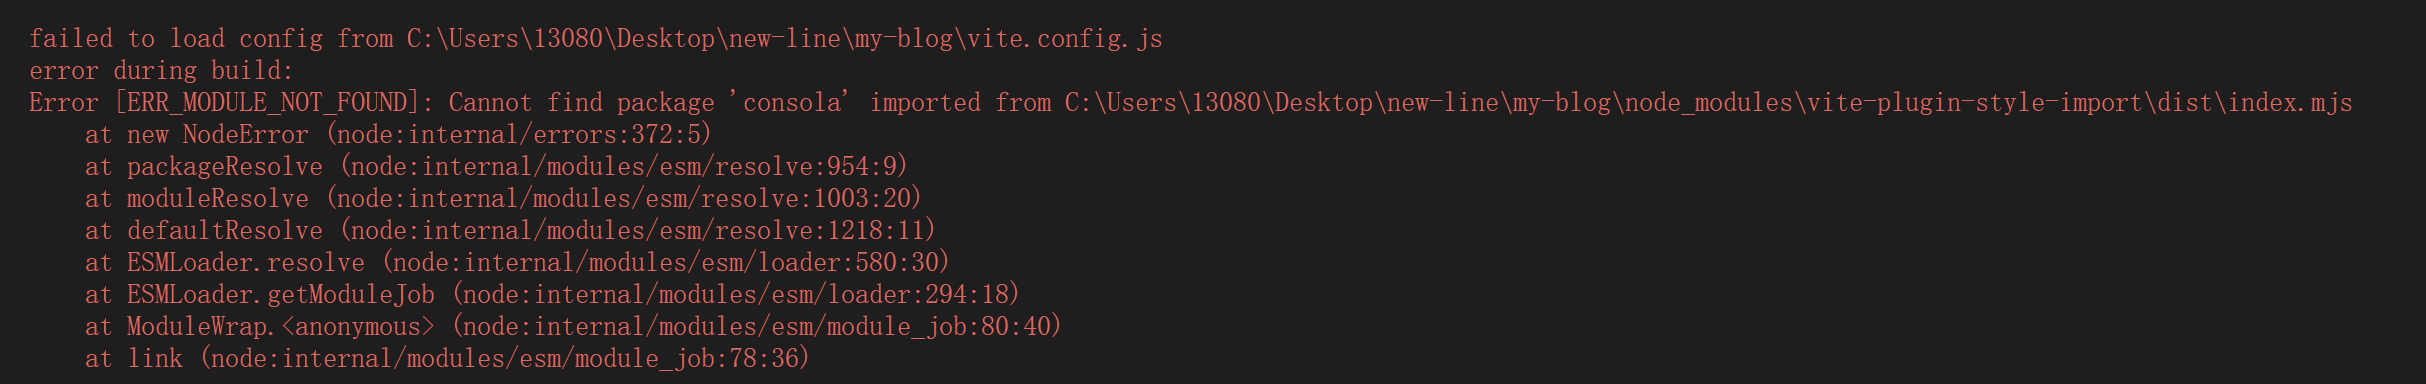 failed to load config from C:\Users\13080\Desktop\new-line\my-blog\vite.config.js
error during build:
Error [ERR_MODULE_NOT_FOUND]: Cannot find package 'consola' imported from C:\Users\13080\Desktop\new-line\my-blog\node_modules\vite-plugin-style-import\dist\index.mjs
    at new NodeError (node:internal/errors:372:5)
    at packageResolve (node:internal/modules/esm/resolve:954:9)
    at moduleResolve (node:internal/modules/esm/resolve:1003:20)
    at defaultResolve (node:internal/modules/esm/resolve:1218:11)
    at ESMLoader.resolve (node:internal/modules/esm/loader:580:30)
    at ESMLoader.getModuleJob (node:internal/modules/esm/loader:294:18)
    at ModuleWrap.<anonymous> (node:internal/modules/esm/module_job:80:40)
    at link (node:internal/modules/esm/module_job:78:36)